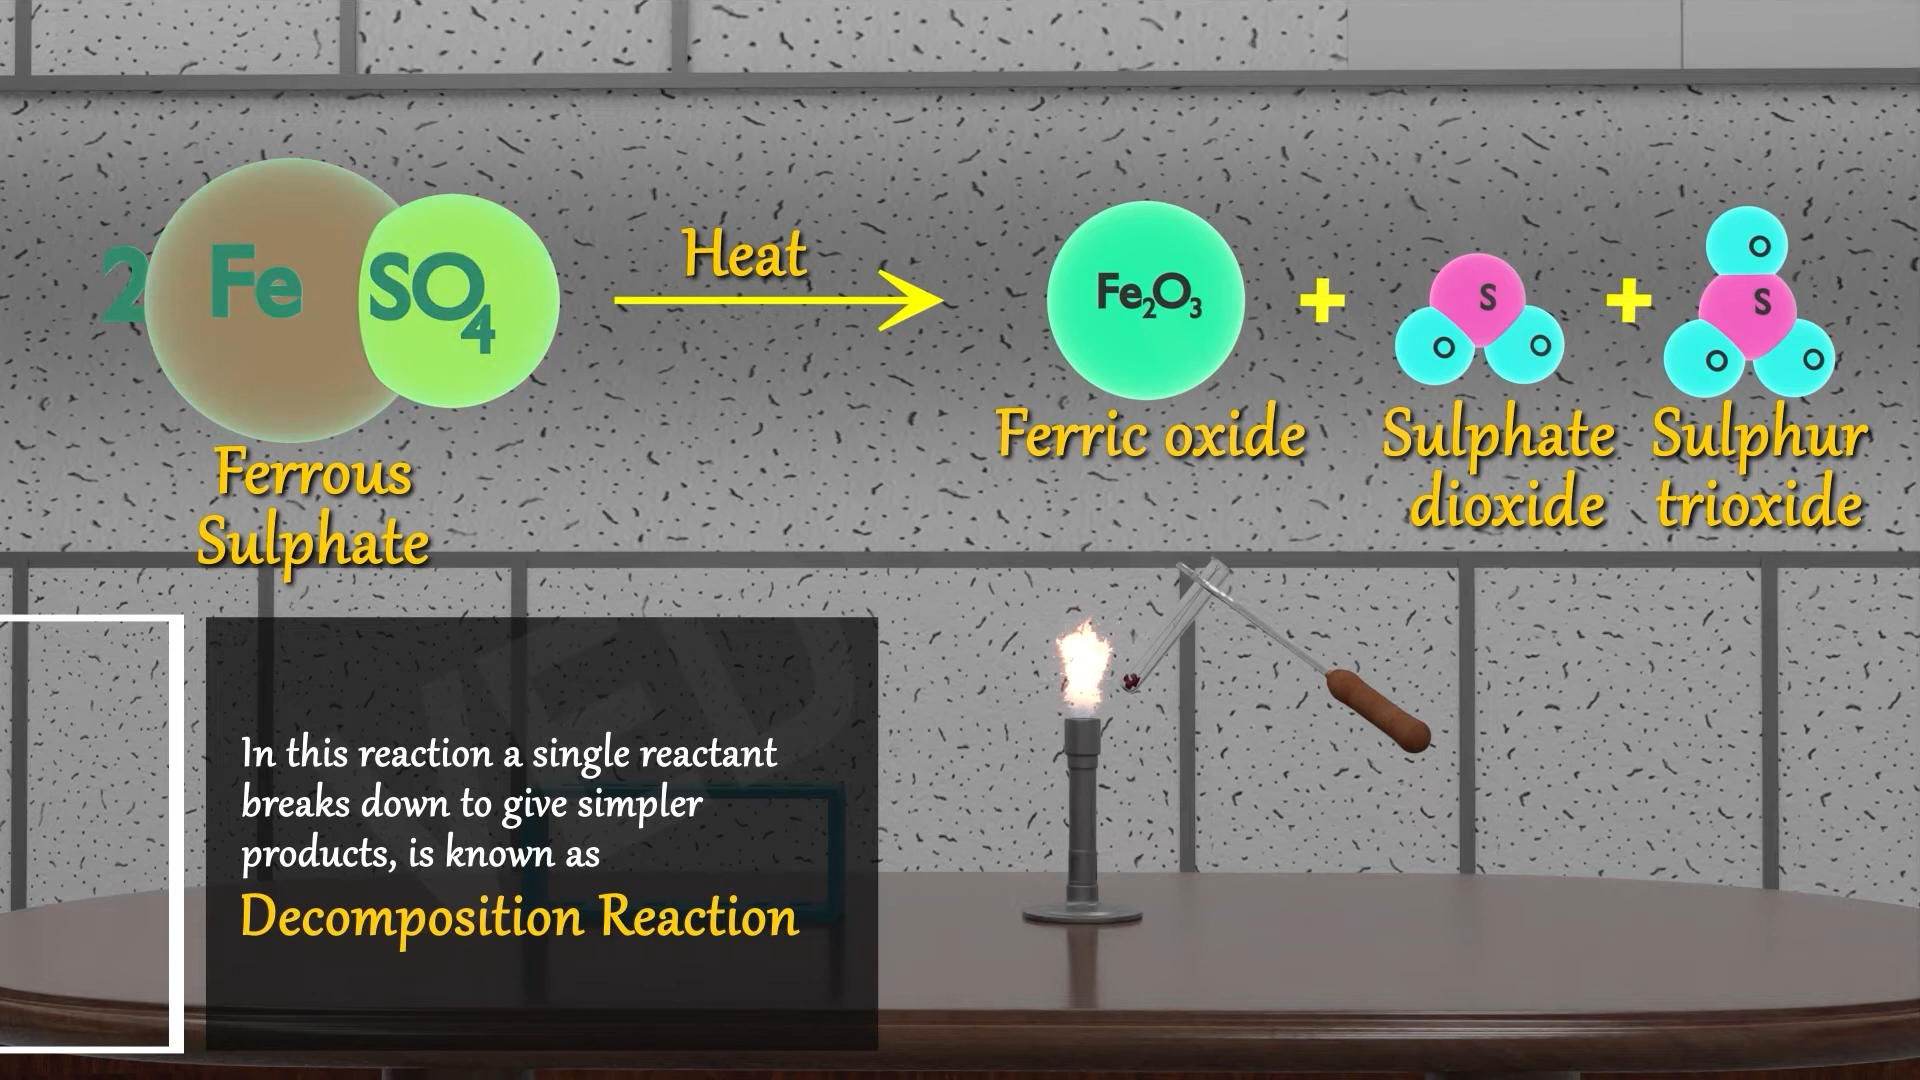 2 Fe SO4
Heat
Fe2O3 + S O O + O S O O
Ferrous
Sulphate
Ferric oxide
Sulphate
dioxide
Sulphur
trioxide
In this reaction a single reactant
breaks down to give simpler
products, is known as
Decomposition Reaction